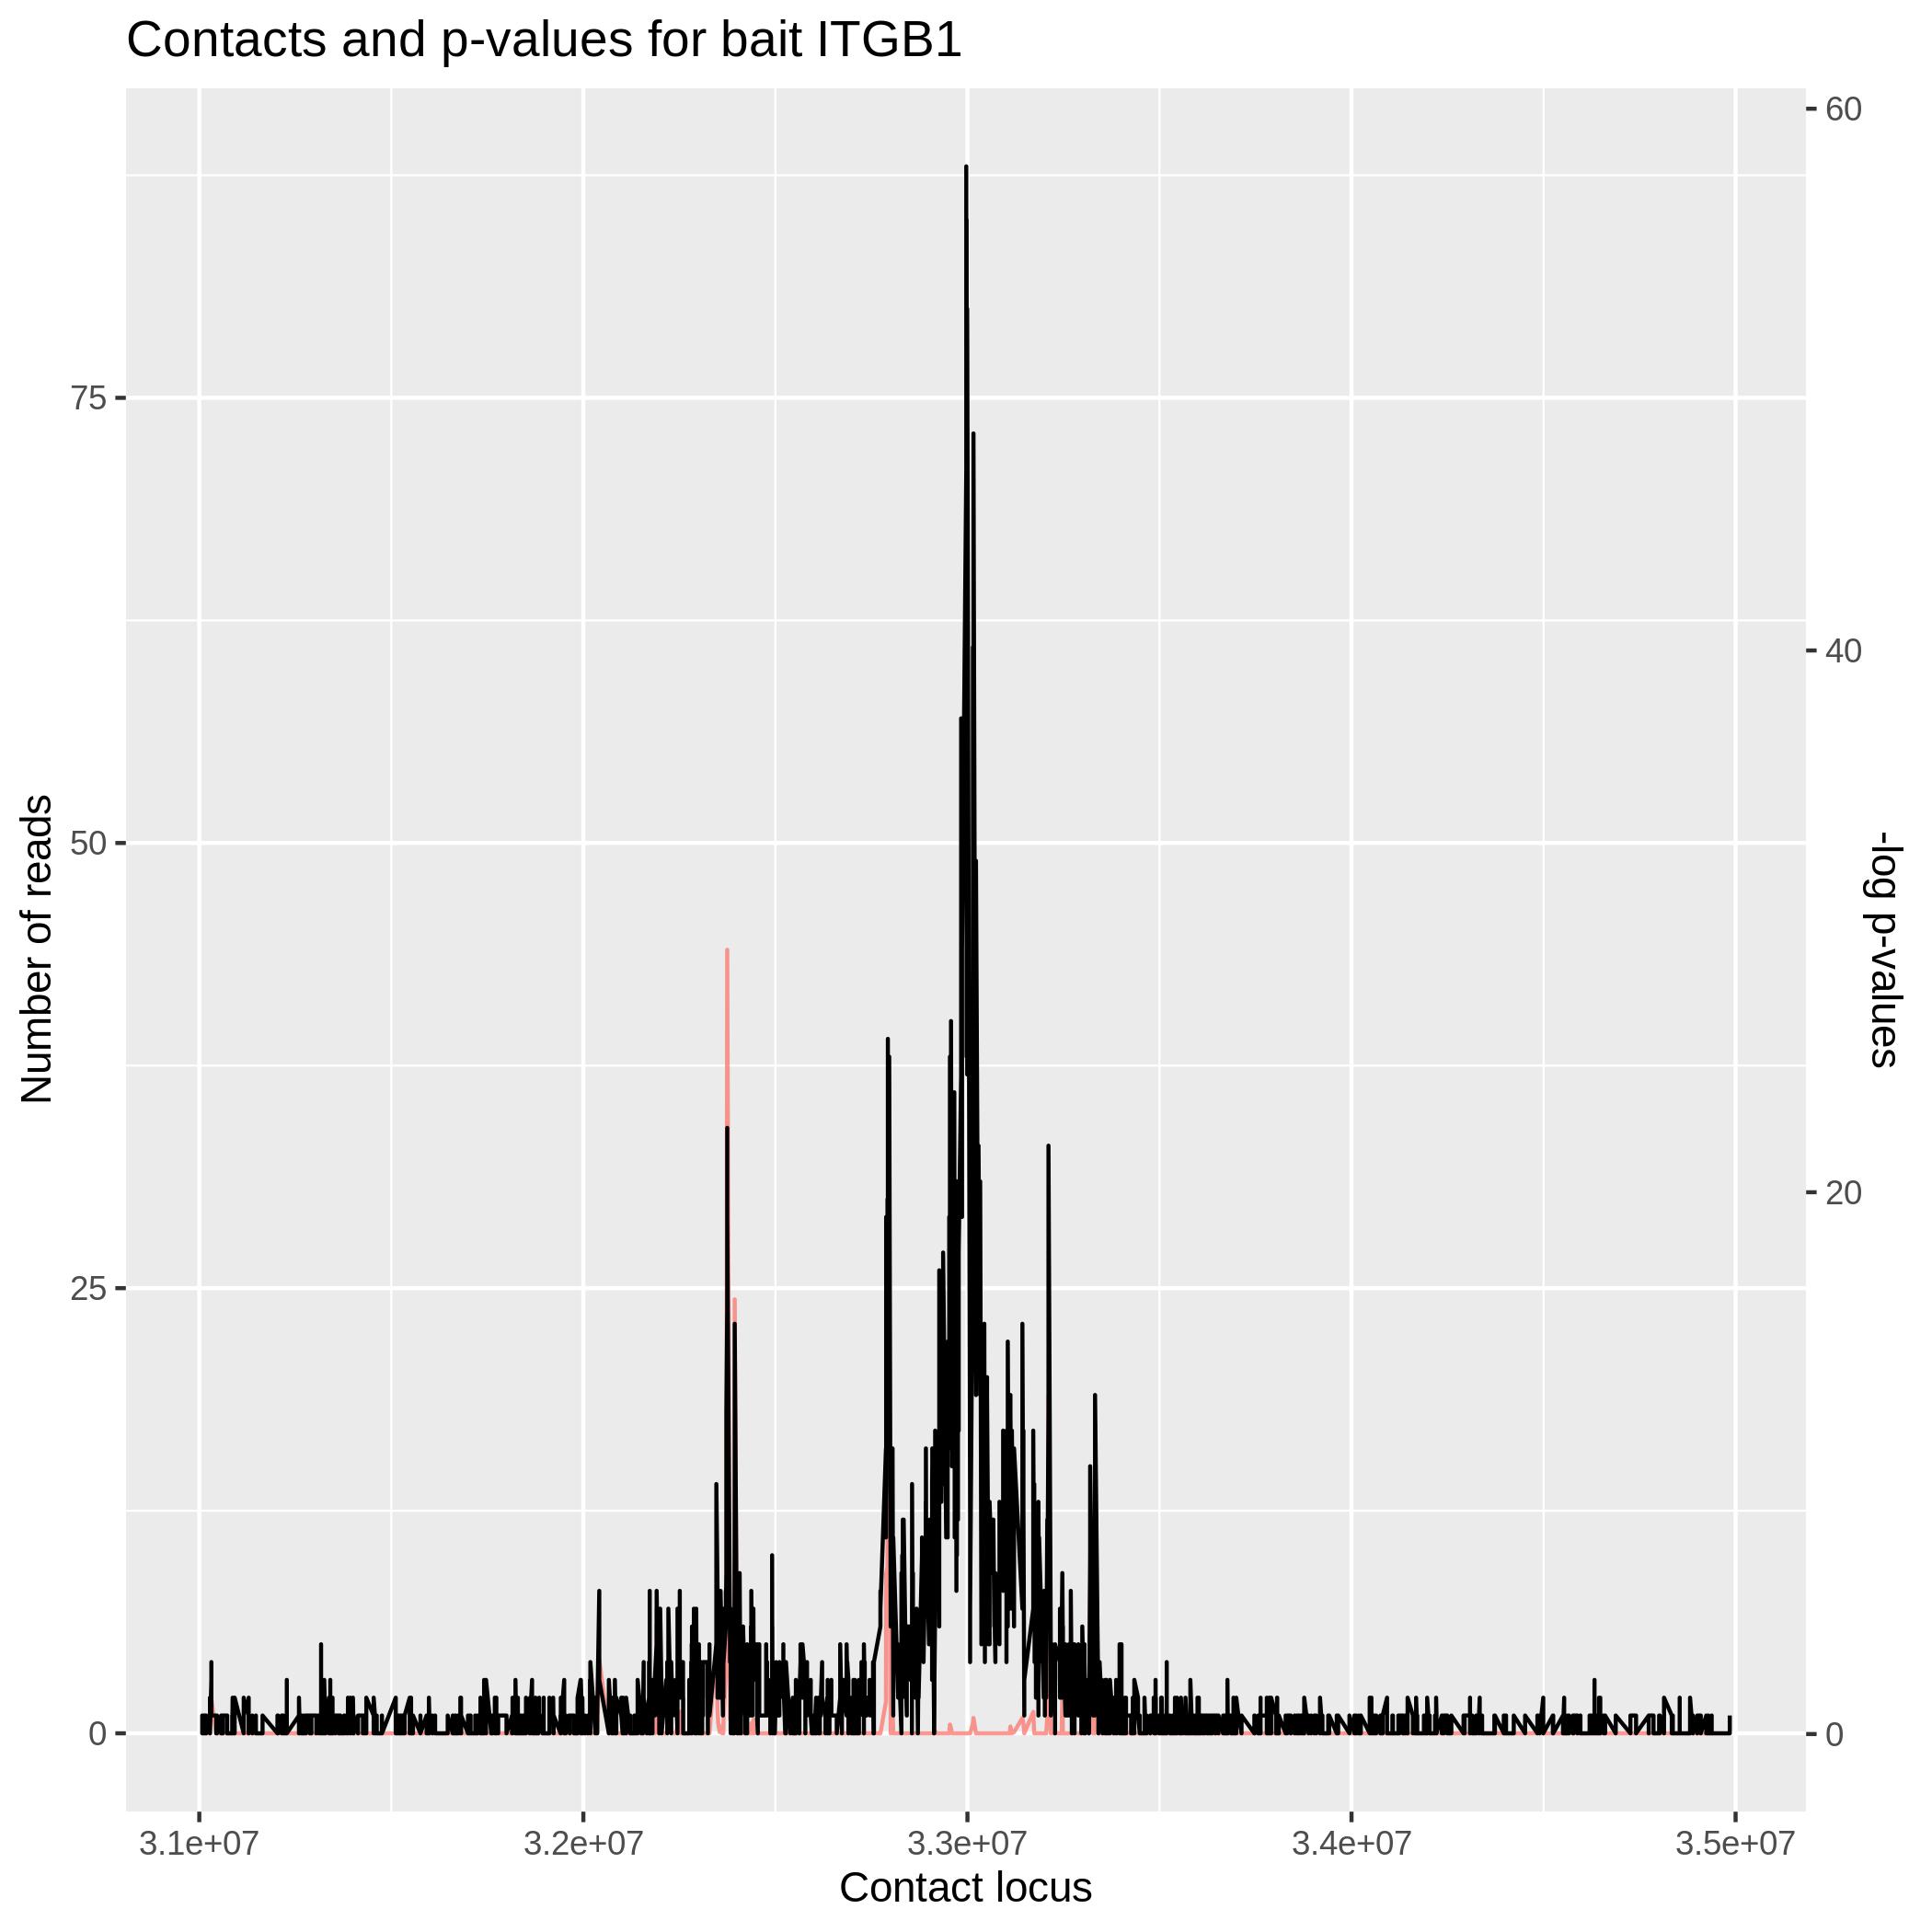 Contacts and p-values for bait ITGB1
Number of reads
75
50
25
0
60
40
20
0
-log p-values
3.1e+07
3.2e+07
3.3e+07
3.4e+07
3.5e+07
Contact locus